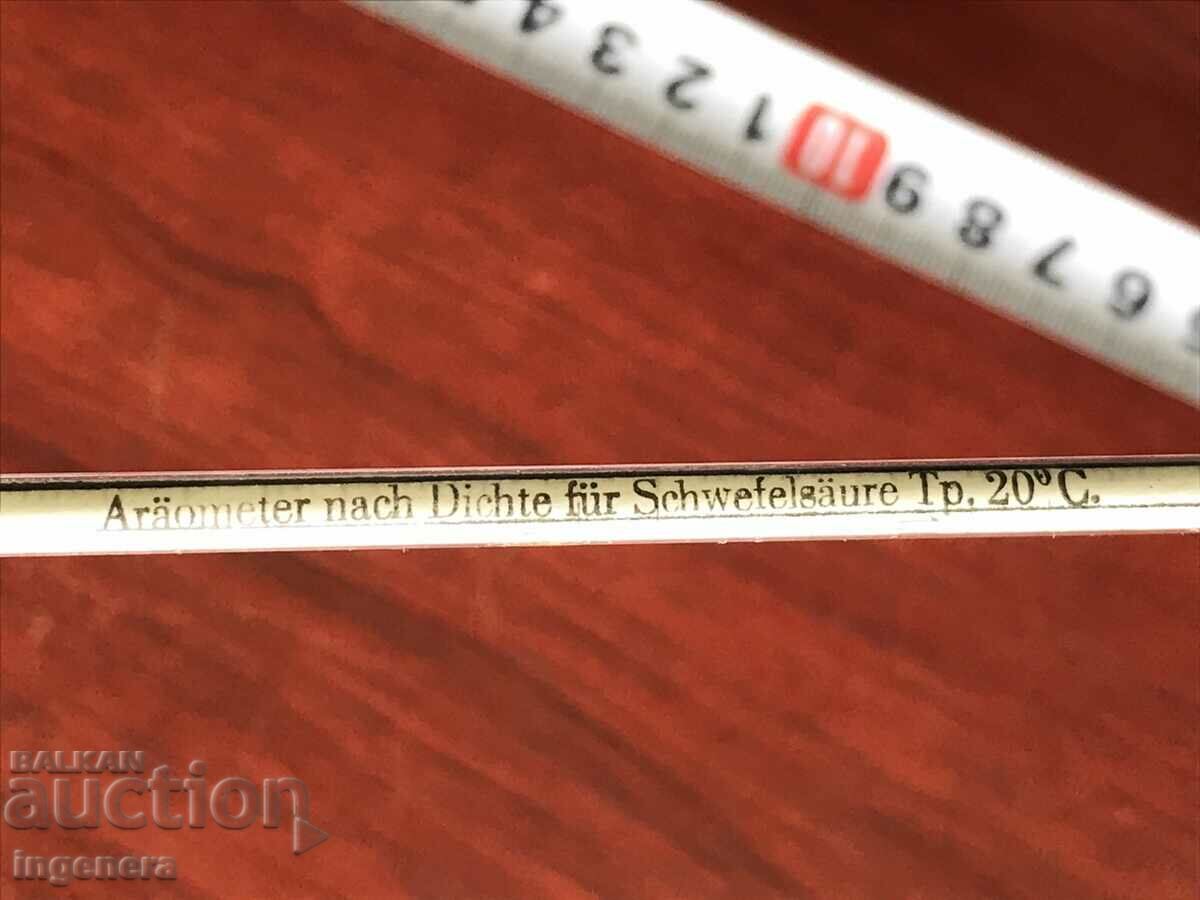 4 3 2 1 10 9 8 7 6
Aräometer nach Dichte für Schwefelsäure Tp. 20°C.
BALKAN
auction
ingenera